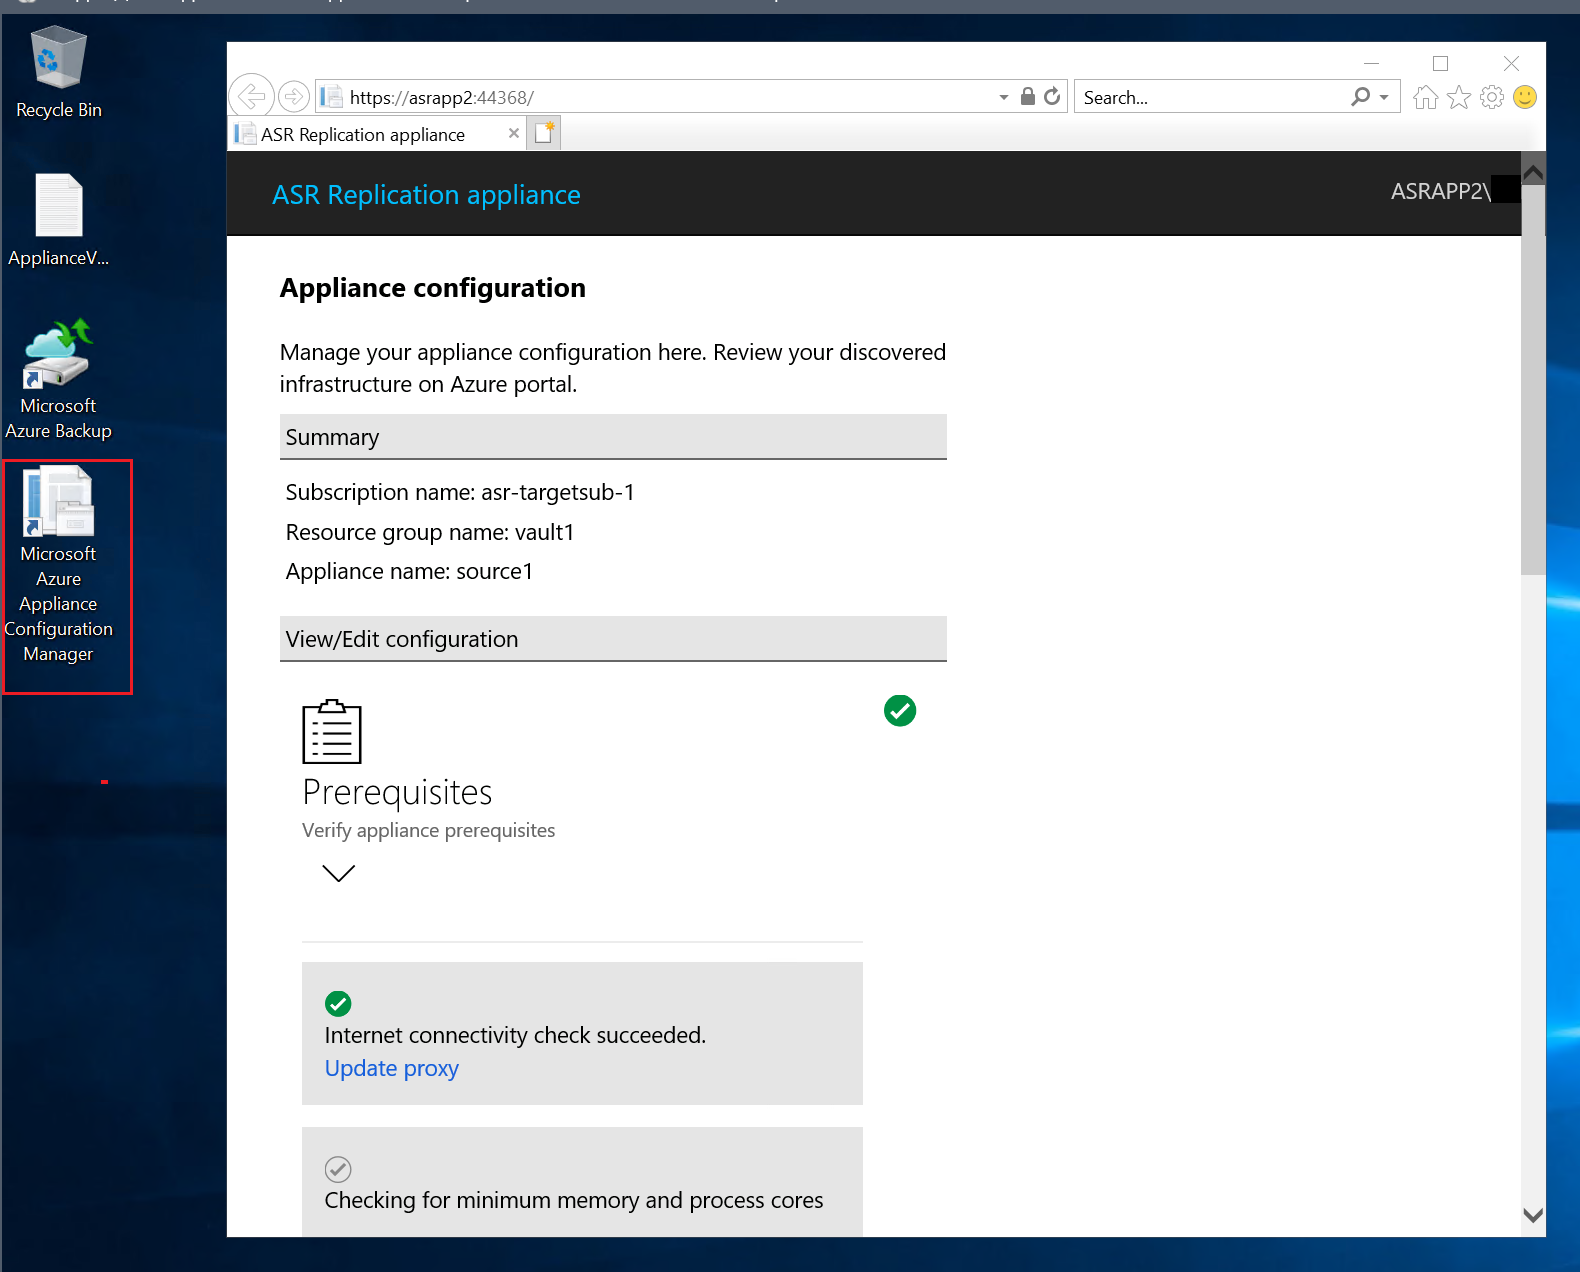 Recycle Bin
ApplianceV...
Microsoft
Azure Backup
Microsoft
Azure
Appliance
Configuration
Manager
https://asrapp2:44368/
Search...
ASR Replication appliance
ASR Replication appliance
ASRAPP2\
Appliance configuration
Manage your appliance configuration here. Review your discovered
infrastructure on Azure portal.
Summary
Subscription name: asr-targetsub-1
Resource group name: vault1
Appliance name: source1
View/Edit configuration
Prerequisites
Verify appliance prerequisites
Internet connectivity check succeeded.
Update proxy
Checking for minimum memory and process cores